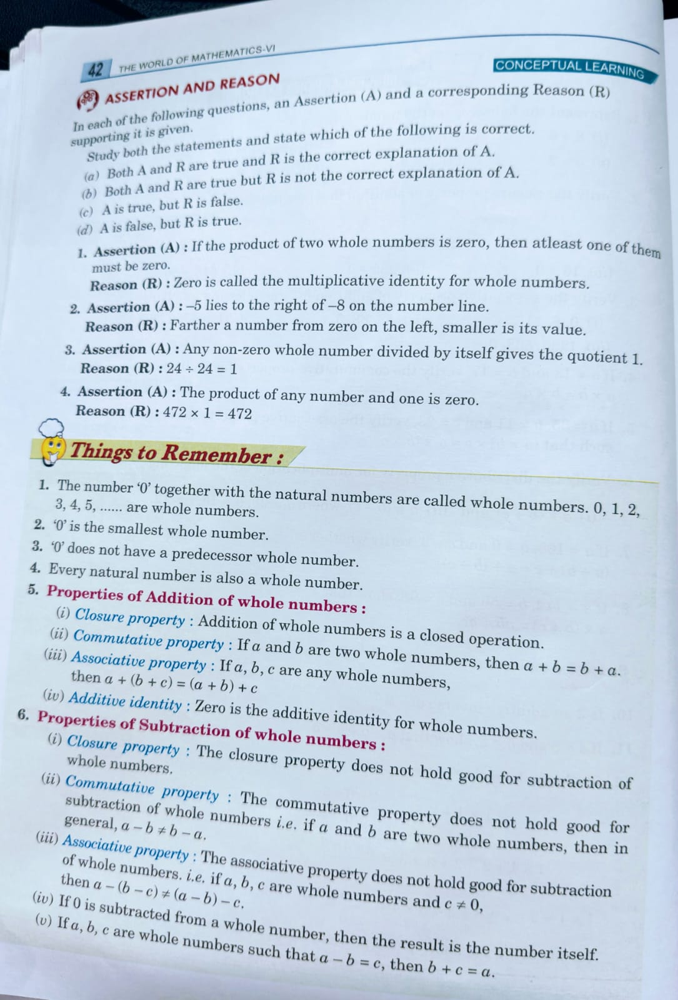 42 THE WORLD OF MATHEMATICS-VI
CONCEPTUAL LEARNING
ASSERTION AND REASON
In each of the following questions, an Assertion (A) and a corresponding Reason (R)
supporting it is given.
Study both the statements and state which of the following is correct.
(a) Both A and R are true and R is the correct explanation of A.
(b) Both A and R are true but R is not the correct explanation of A.
(c) A is true, but R is false.
(d) A is false, but R is true.
1. Assertion (A) : If the product of two whole numbers is zero, then atleast one of them
must be zero.
Reason (R) : Zero is called the multiplicative identity for whole numbers.
2. Assertion (A) : –5 lies to the right of –8 on the number line.
Reason (R) : Farther a number from zero on the left, smaller is its value.
3. Assertion (A) : Any non-zero whole number divided by itself gives the quotient 1.
Reason (R) : 24 ÷ 24 = 1
4. Assertion (A) : The product of any number and one is zero.
Reason (R) : 472 × 1 = 472
Things to Remember :
1. The number ‘0’ together with the natural numbers are called whole numbers. 0, 1, 2,
3, 4, 5, ...... are whole numbers.
2. ‘0’ is the smallest whole number.
3. ‘0’ does not have a predecessor whole number.
4. Every natural number is also a whole number.
5. Properties of Addition of whole numbers :
(i) Closure property : Addition of whole numbers is a closed operation.
(ii) Commutative property : If a and b are two whole numbers, then a + b = b + a.
(iii) Associative property : If a, b, c are any whole numbers,
then a + (b + c) = (a + b) + c
(iv) Additive identity : Zero is the additive identity for whole numbers.
6. Properties of Subtraction of whole numbers :
(i) Closure property : The closure property does not hold good for subtraction of
whole numbers.
(ii) Commutative property : The commutative property does not hold good for
subtraction of whole numbers i.e. if a and b are two whole numbers, then in
general, a – b ≠ b – a.
(iii) Associative property : The associative property does not hold good for subtraction
of whole numbers. i.e. if a, b, c are whole numbers and c ≠ 0,
then a – (b – c) ≠ (a – b) – c.
(iv) If 0 is subtracted from a whole number, then the result is the number itself.
(v) If a, b, c are whole numbers such that a – b = c, then b + c = a.